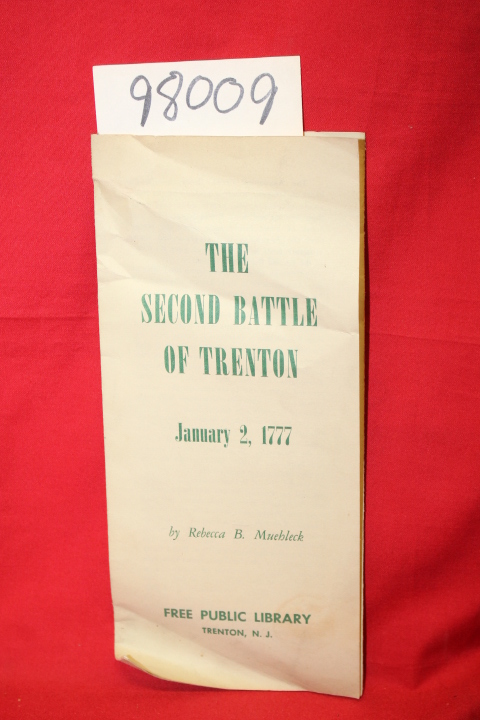 98009
THE
SECOND BATTLE
OF TRENTON
January 2, 1777
by Rebecca B. Muehleck
FREE PUBLIC LIBRARY
TRENTON, N. J.